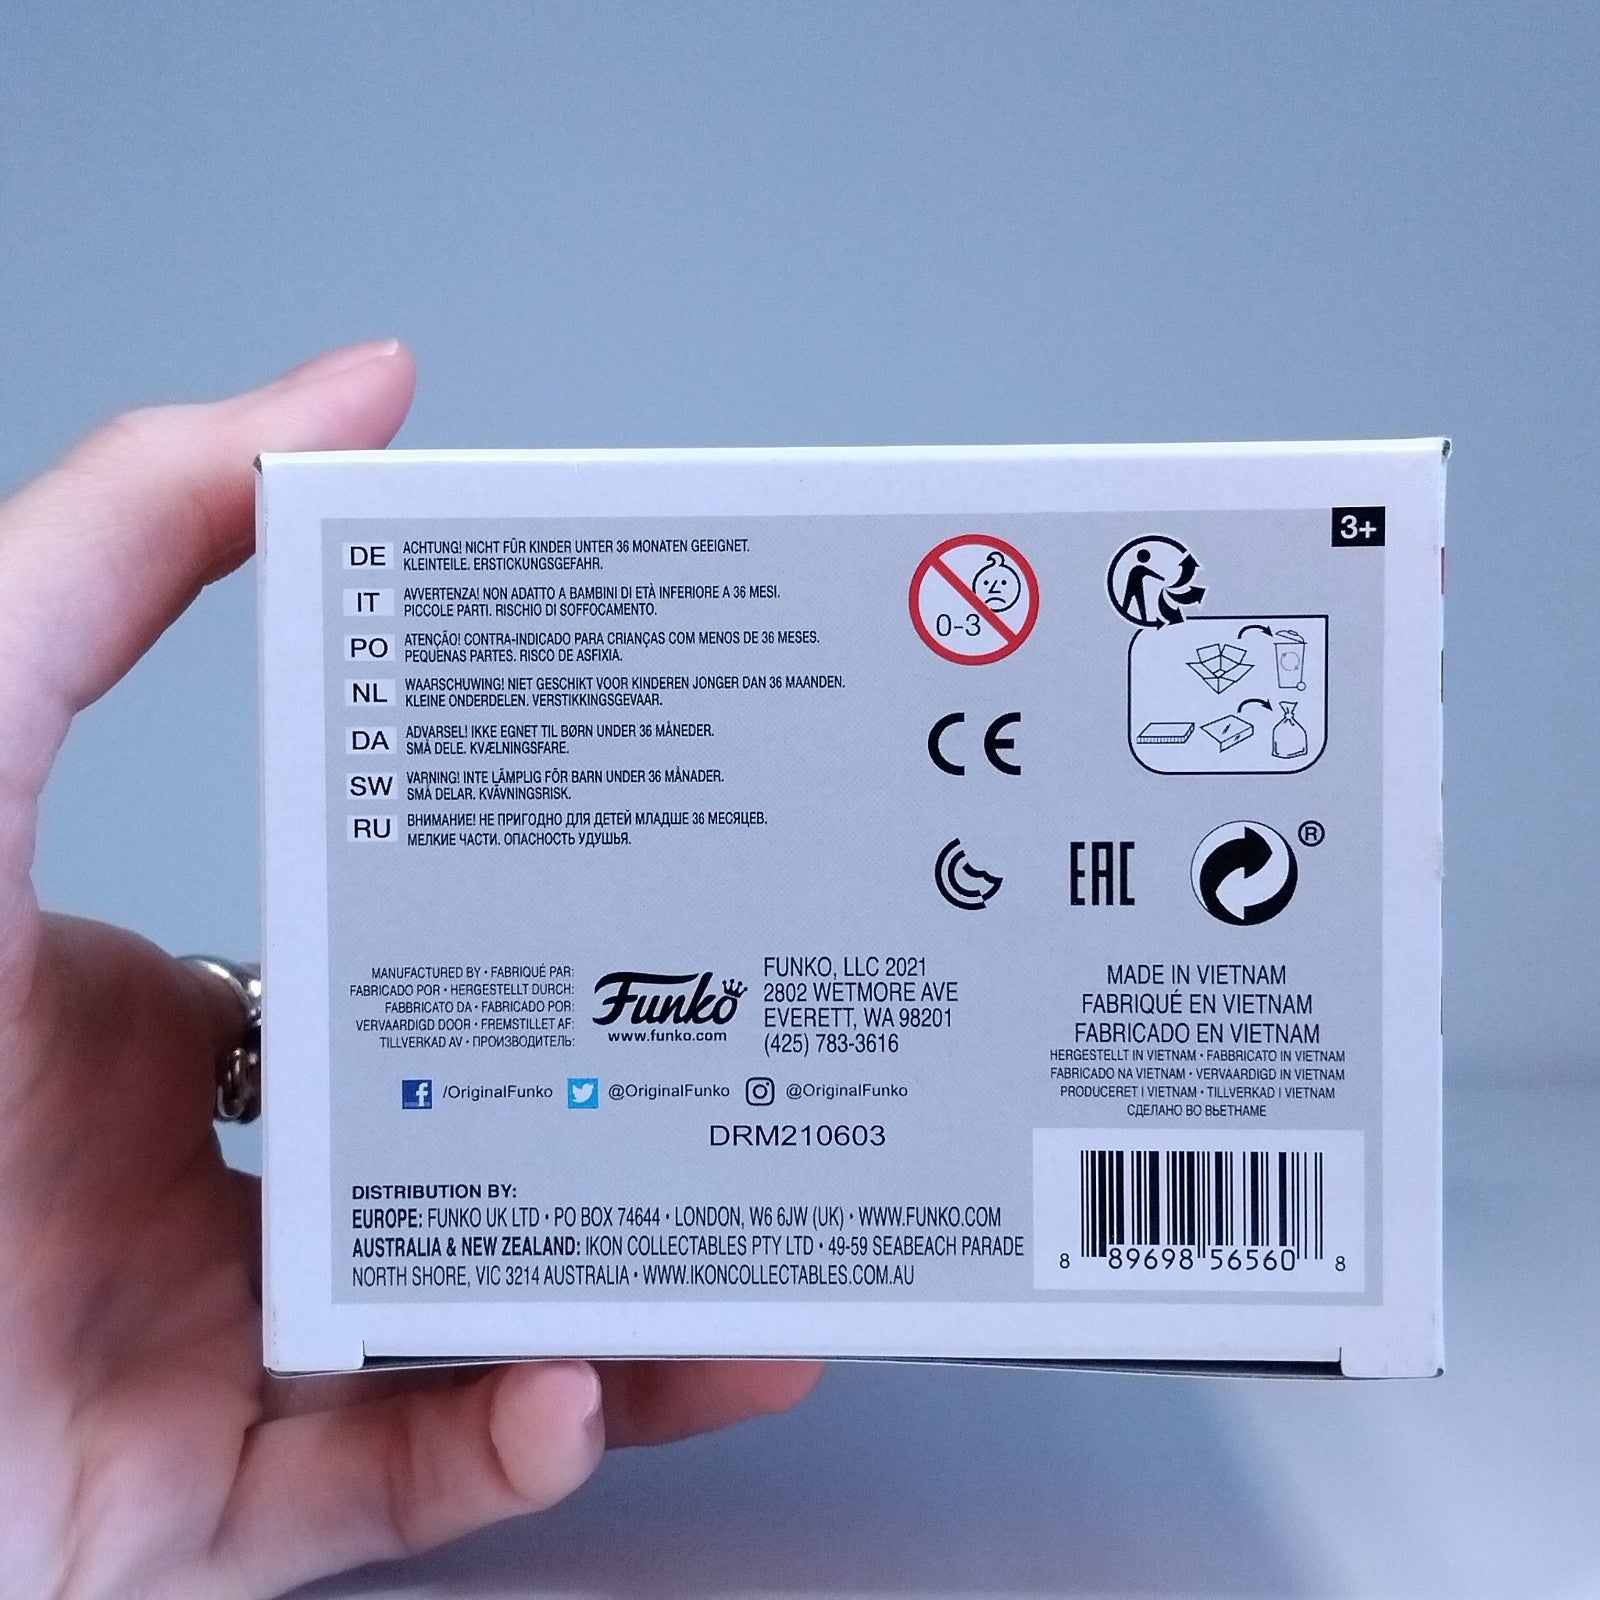 3+
DE ACHTUNG! NICHT FÜR KINDER UNTER 36 MONATEN GEEIGNET.
KLEINTEILE. ERSTICKUNGSGEFAHR.
IT AVVERTENZA! NON ADATTO A BAMBINI DI ETÀ INFERIORE A 36 MESI.
PICCOLE PARTI. RISCHIO DI SOFFOCAMENTO.
PO ATENÇÃO! CONTRA-INDICADO PARA CRIANÇAS COM MENOS DE 36 MESES.
PEQUENAS PARTES. RISCO DE ASFIXIA.
NL WAARSCHUWING! NIET GESCHIKT VOOR KINDEREN JONGER DAN 36 MAANDEN.
KLEINE ONDERDELEN. VERSTIKKINGSGEVAAR.
DA ADVARSEL! IKKE EGNET TIL BØRN UNDER 36 MÅNEDER.
SMÅ DELE. KVÆLNINGSFARE.
SW VARNING! INTE LÄMPLIG FÖR BARN UNDER 36 MÅNADER.
SMÅ DELAR. KVÄVNINGSRISK.
RU ВНИМАНИЕ! НЕ ПРИГОДНО ДЛЯ ДЕТЕЙ МЛАДШЕ 36 МЕСЯЦЕВ.
МЕЛКИЕ ЧАСТИ. ОПАСНОСТЬ УДУШЬЯ.
0-3
CE
EAC
®
MANUFACTURED BY • FABRIQUÉ PAR:
FABRICADO POR • HERGESTELLT DURCH:
FABBRICATO DA • FABRICADO POR:
VERVAARDIGD DOOR • FREMSTILLET AF:
TILLVERKAD AV • ПРОИЗВОДИТЕЛЬ:
Funko
www.funko.com
FUNKO, LLC 2021
2802 WETMORE AVE
EVERETT, WA 98201
(425) 783-3616
/OriginalFunko @OriginalFunko @OriginalFunko
DRM210603
MADE IN VIETNAM
FABRIQUÉ EN VIETNAM
FABRICADO EN VIETNAM
HERGESTELLT IN VIETNAM • FABBRICATO IN VIETNAM
FABRICADO NA VIETNAM • VERVAARDIGD IN VIETNAM
PRODUCERET I VIETNAM • TILLVERKAD I VIETNAM
СДЕЛАНО ВО ВЬЕТНАМЕ
DISTRIBUTION BY:
EUROPE: FUNKO UK LTD • PO BOX 74644 • LONDON, W6 6JW (UK) • WWW.FUNKO.COM
AUSTRALIA & NEW ZEALAND: IKON COLLECTABLES PTY LTD • 49-59 SEABEACH PARADE
NORTH SHORE, VIC 3214 AUSTRALIA • WWW.IKONCOLLECTABLES.COM.AU
8 89698 56560 8